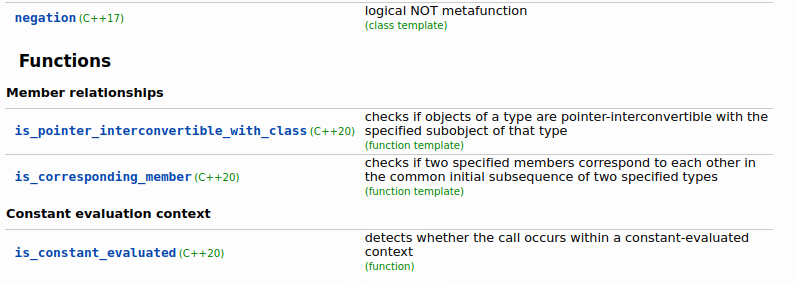 negation (C++17)
logical NOT metafunction
(class template)
Functions
Member relationships
is_pointer_interconvertible_with_class (C++20)
checks if objects of a type are pointer-interconvertible with the
specified subobject of that type
(function template)
is_corresponding_member (C++20)
checks if two specified members correspond to each other in
the common initial subsequence of two specified types
(function template)
Constant evaluation context
is_constant_evaluated (C++20)
detects whether the call occurs within a constant-evaluated
context
(function)